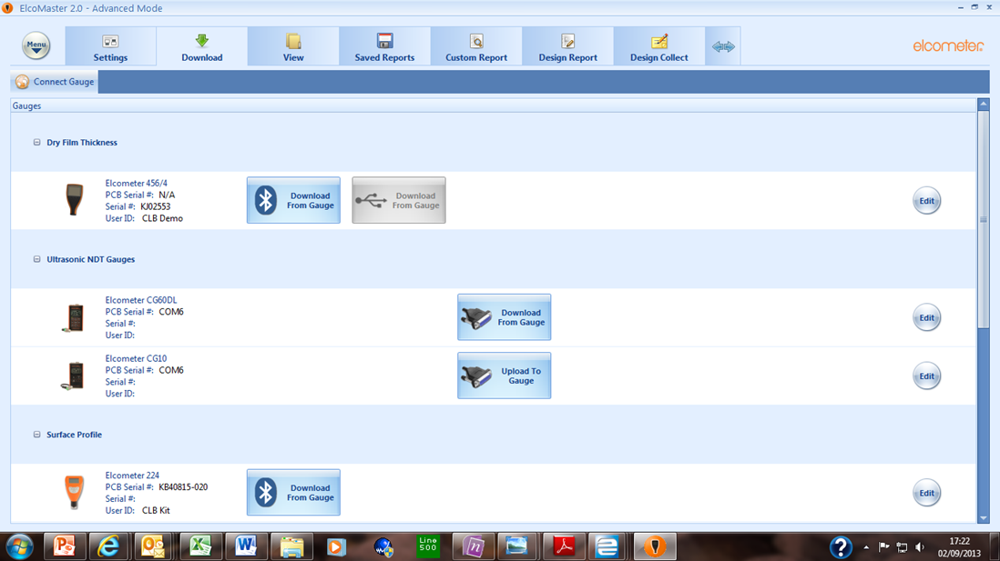 ElcoMaster 2.0 - Advanced Mode
Menu
Settings
Download
View
Saved Reports
Custom Report
Design Report
Design Collect
elcometer
Connect Gauge
Gauges
Dry Film Thickness
Elcometer 456/4
PCB Serial #: N/A
Serial #: KJ02553
User ID: CLB Demo
Download
From Gauge
Download
From Gauge
Edit
Ultrasonic NDT Gauges
Elcometer CG60DL
PCB Serial #: COM6
Serial #:
User ID:
Download
From Gauge
Edit
Elcometer CG10
PCB Serial #: COM6
Serial #:
User ID:
Upload To
Gauge
Edit
Surface Profile
Elcometer 224
PCB Serial #: KB40815-020
Serial #:
User ID: CLB Kit
Download
From Gauge
Edit
Line
500
17:22
02/09/2013